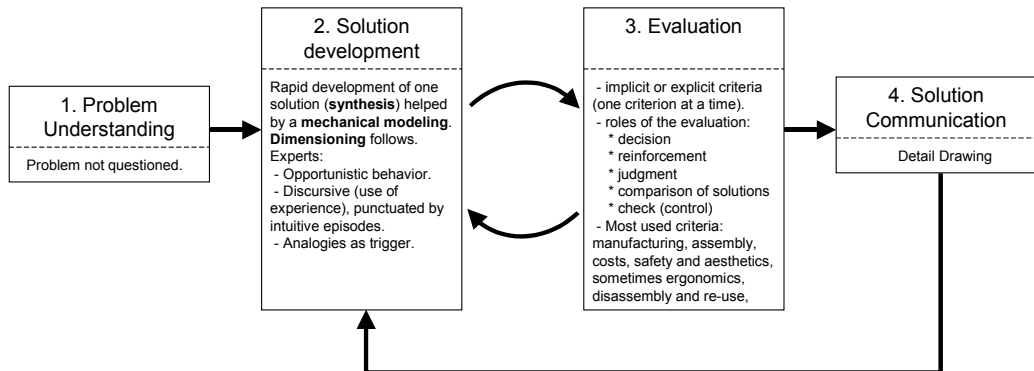 1. Problem
Understanding
Problem not questioned.
2. Solution
development
Rapid development of one
solution (synthesis) helped
by a mechanical modeling.
Dimensioning follows.
Experts:
- Opportunistic behavior.
- Discursive (use of
experience), punctuated by
intuitive episodes.
- Analogies as trigger.
3. Evaluation
- implicit or explicit criteria
(one criterion at a time).
- roles of the evaluation:
* decision
* reinforcement
* judgment
* comparison of solutions
* check (control)
- Most used criteria:
manufacturing, assembly,
costs, safety and aesthetics,
sometimes ergonomics,
disassembly and re-use,
4. Solution
Communication
Detail Drawing